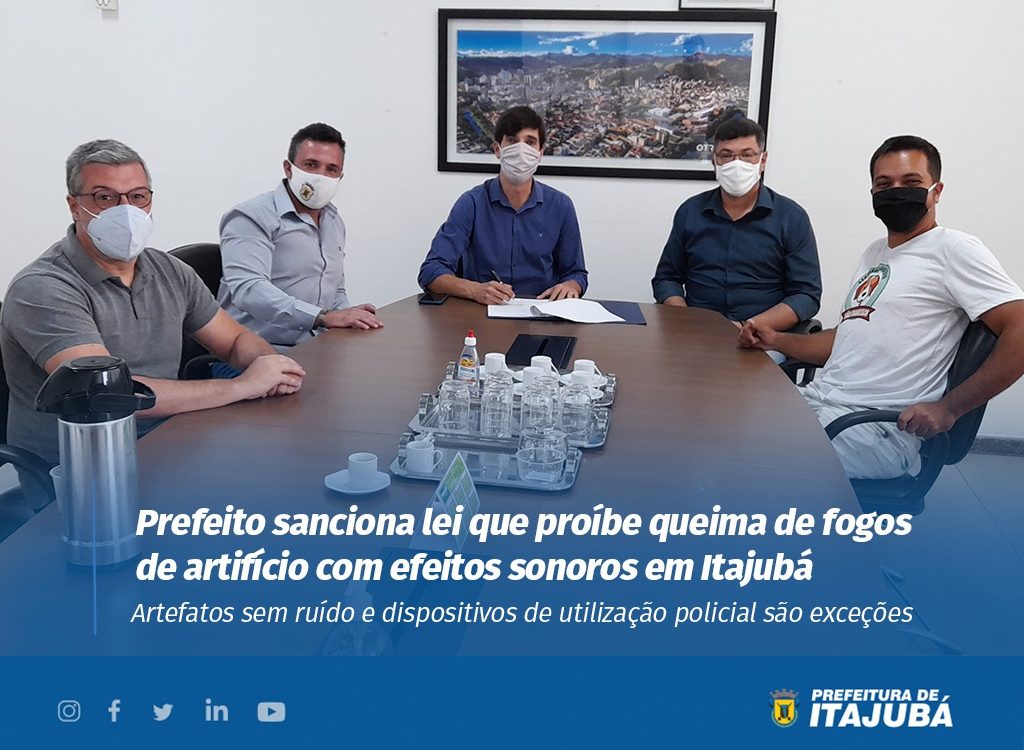 OTR
Prefeito sanciona lei que proíbe queima de fogos
de artifício com efeitos sonoros em Itajubá
Artefatos sem ruído e dispositivos de utilização policial são exceções
PREFEITURA DE
ITAJUBÁ